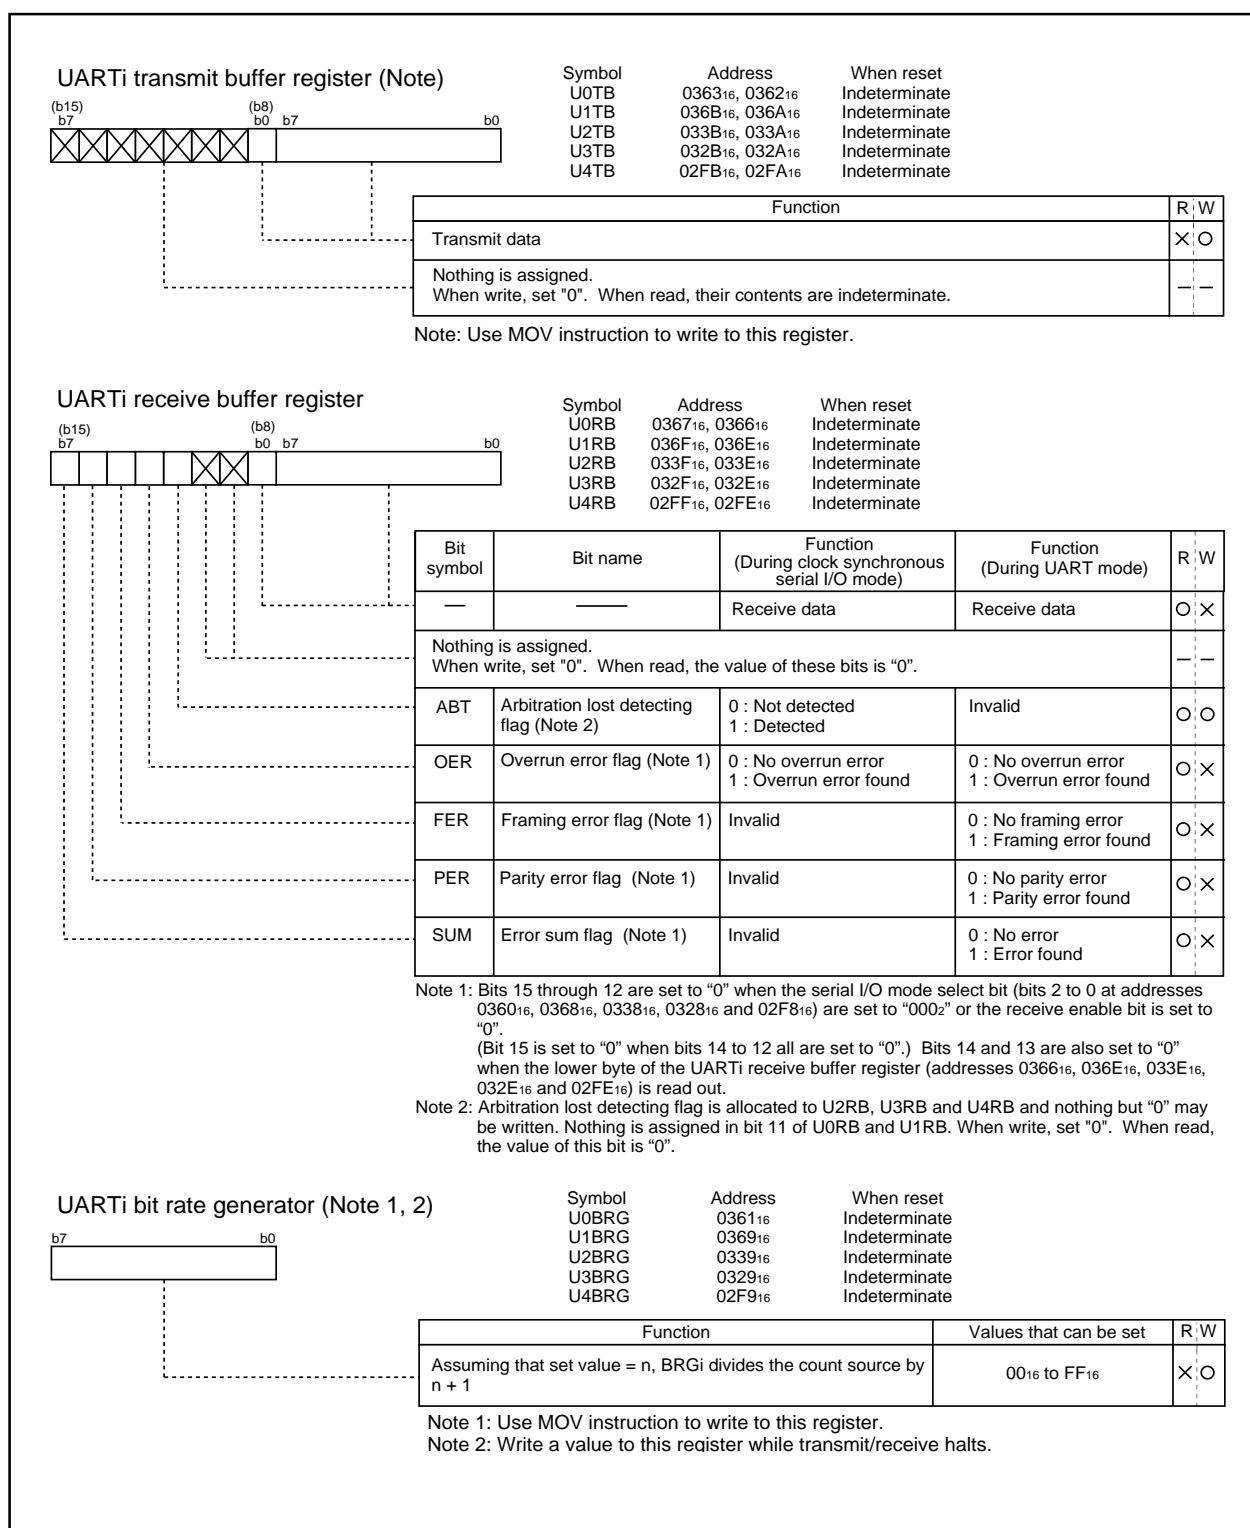 UARTi transmit buffer register (Note)
Symbol Address When reset
U0TB 036316, 036216 Indeterminate
U1TB 036B16, 036A16 Indeterminate
U2TB 033B16, 033A16 Indeterminate
U3TB 032B16, 032A16 Indeterminate
U4TB 02FB16, 02FA16 Indeterminate
(b15) (b8)
b7 b0 b7 b0
Function R W
Transmit data X O
Nothing is assigned.
When write, set "0". When read, their contents are indeterminate. — —
Note: Use MOV instruction to write to this register.
UARTi receive buffer register
Symbol Address When reset
U0RB 036716, 036616 Indeterminate
U1RB 036F16, 036E16 Indeterminate
U2RB 033F16, 033E16 Indeterminate
U3RB 032F16, 032E16 Indeterminate
U4RB 02FF16, 02FE16 Indeterminate
(b15) (b8)
b7 b0 b7 b0
Bit symbol Bit name Function (During clock synchronous serial I/O mode) Function (During UART mode) R W
— — Receive data Receive data O X
Nothing is assigned.
When write, set "0". When read, the value of these bits is “0”. — —
ABT Arbitration lost detecting flag (Note 2) 0 : Not detected 1 : Detected Invalid O O
OER Overrun error flag (Note 1) 0 : No overrun error 1 : Overrun error found 0 : No overrun error 1 : Overrun error found O X
FER Framing error flag (Note 1) Invalid 0 : No framing error 1 : Framing error found O X
PER Parity error flag (Note 1) Invalid 0 : No parity error 1 : Parity error found O X
SUM Error sum flag (Note 1) Invalid 0 : No error 1 : Error found O X
Note 1: Bits 15 through 12 are set to “0” when the serial I/O mode select bit (bits 2 to 0 at addresses
036016, 036816, 033816, 032816 and 02F816) are set to “0002” or the receive enable bit is set to
“0”.
(Bit 15 is set to “0” when bits 14 to 12 all are set to “0”.) Bits 14 and 13 are also set to “0”
when the lower byte of the UARTi receive buffer register (addresses 036616, 036E16, 033E16,
032E16 and 02FE16) is read out.
Note 2: Arbitration lost detecting flag is allocated to U2RB, U3RB and U4RB and nothing but “0” may
be written. Nothing is assigned in bit 11 of U0RB and U1RB. When write, set "0". When read,
the value of this bit is “0”.
UARTi bit rate generator (Note 1, 2)
Symbol Address When reset
U0BRG 036116 Indeterminate
U1BRG 036916 Indeterminate
U2BRG 033916 Indeterminate
U3BRG 032916 Indeterminate
U4BRG 02F916 Indeterminate
b7 b0
Function Values that can be set R W
Assuming that set value = n, BRGi divides the count source by
n + 1 0016 to FF16 X O
Note 1: Use MOV instruction to write to this register.
Note 2: Write a value to this register while transmit/receive halts.